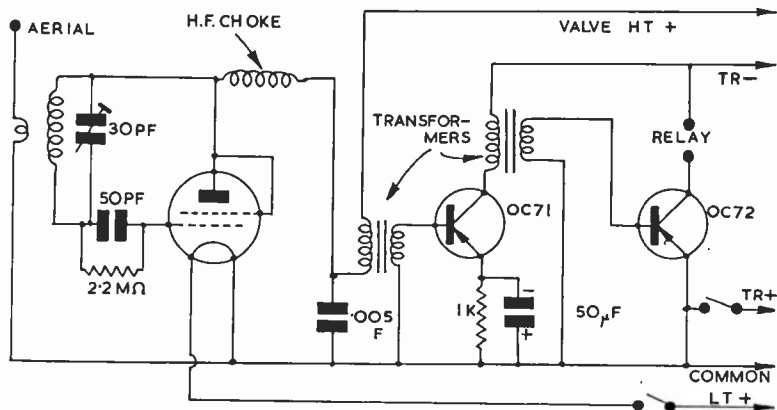 AERIAL
H.F. CHOKE
VALVE HT +
TR-
30PF
TRANSFOR-
MERS
RELAY
50PF
OC71
OC72
2.2MΩ
.005
F
1K
-
+
50µF
TR+
COMMON
LT +